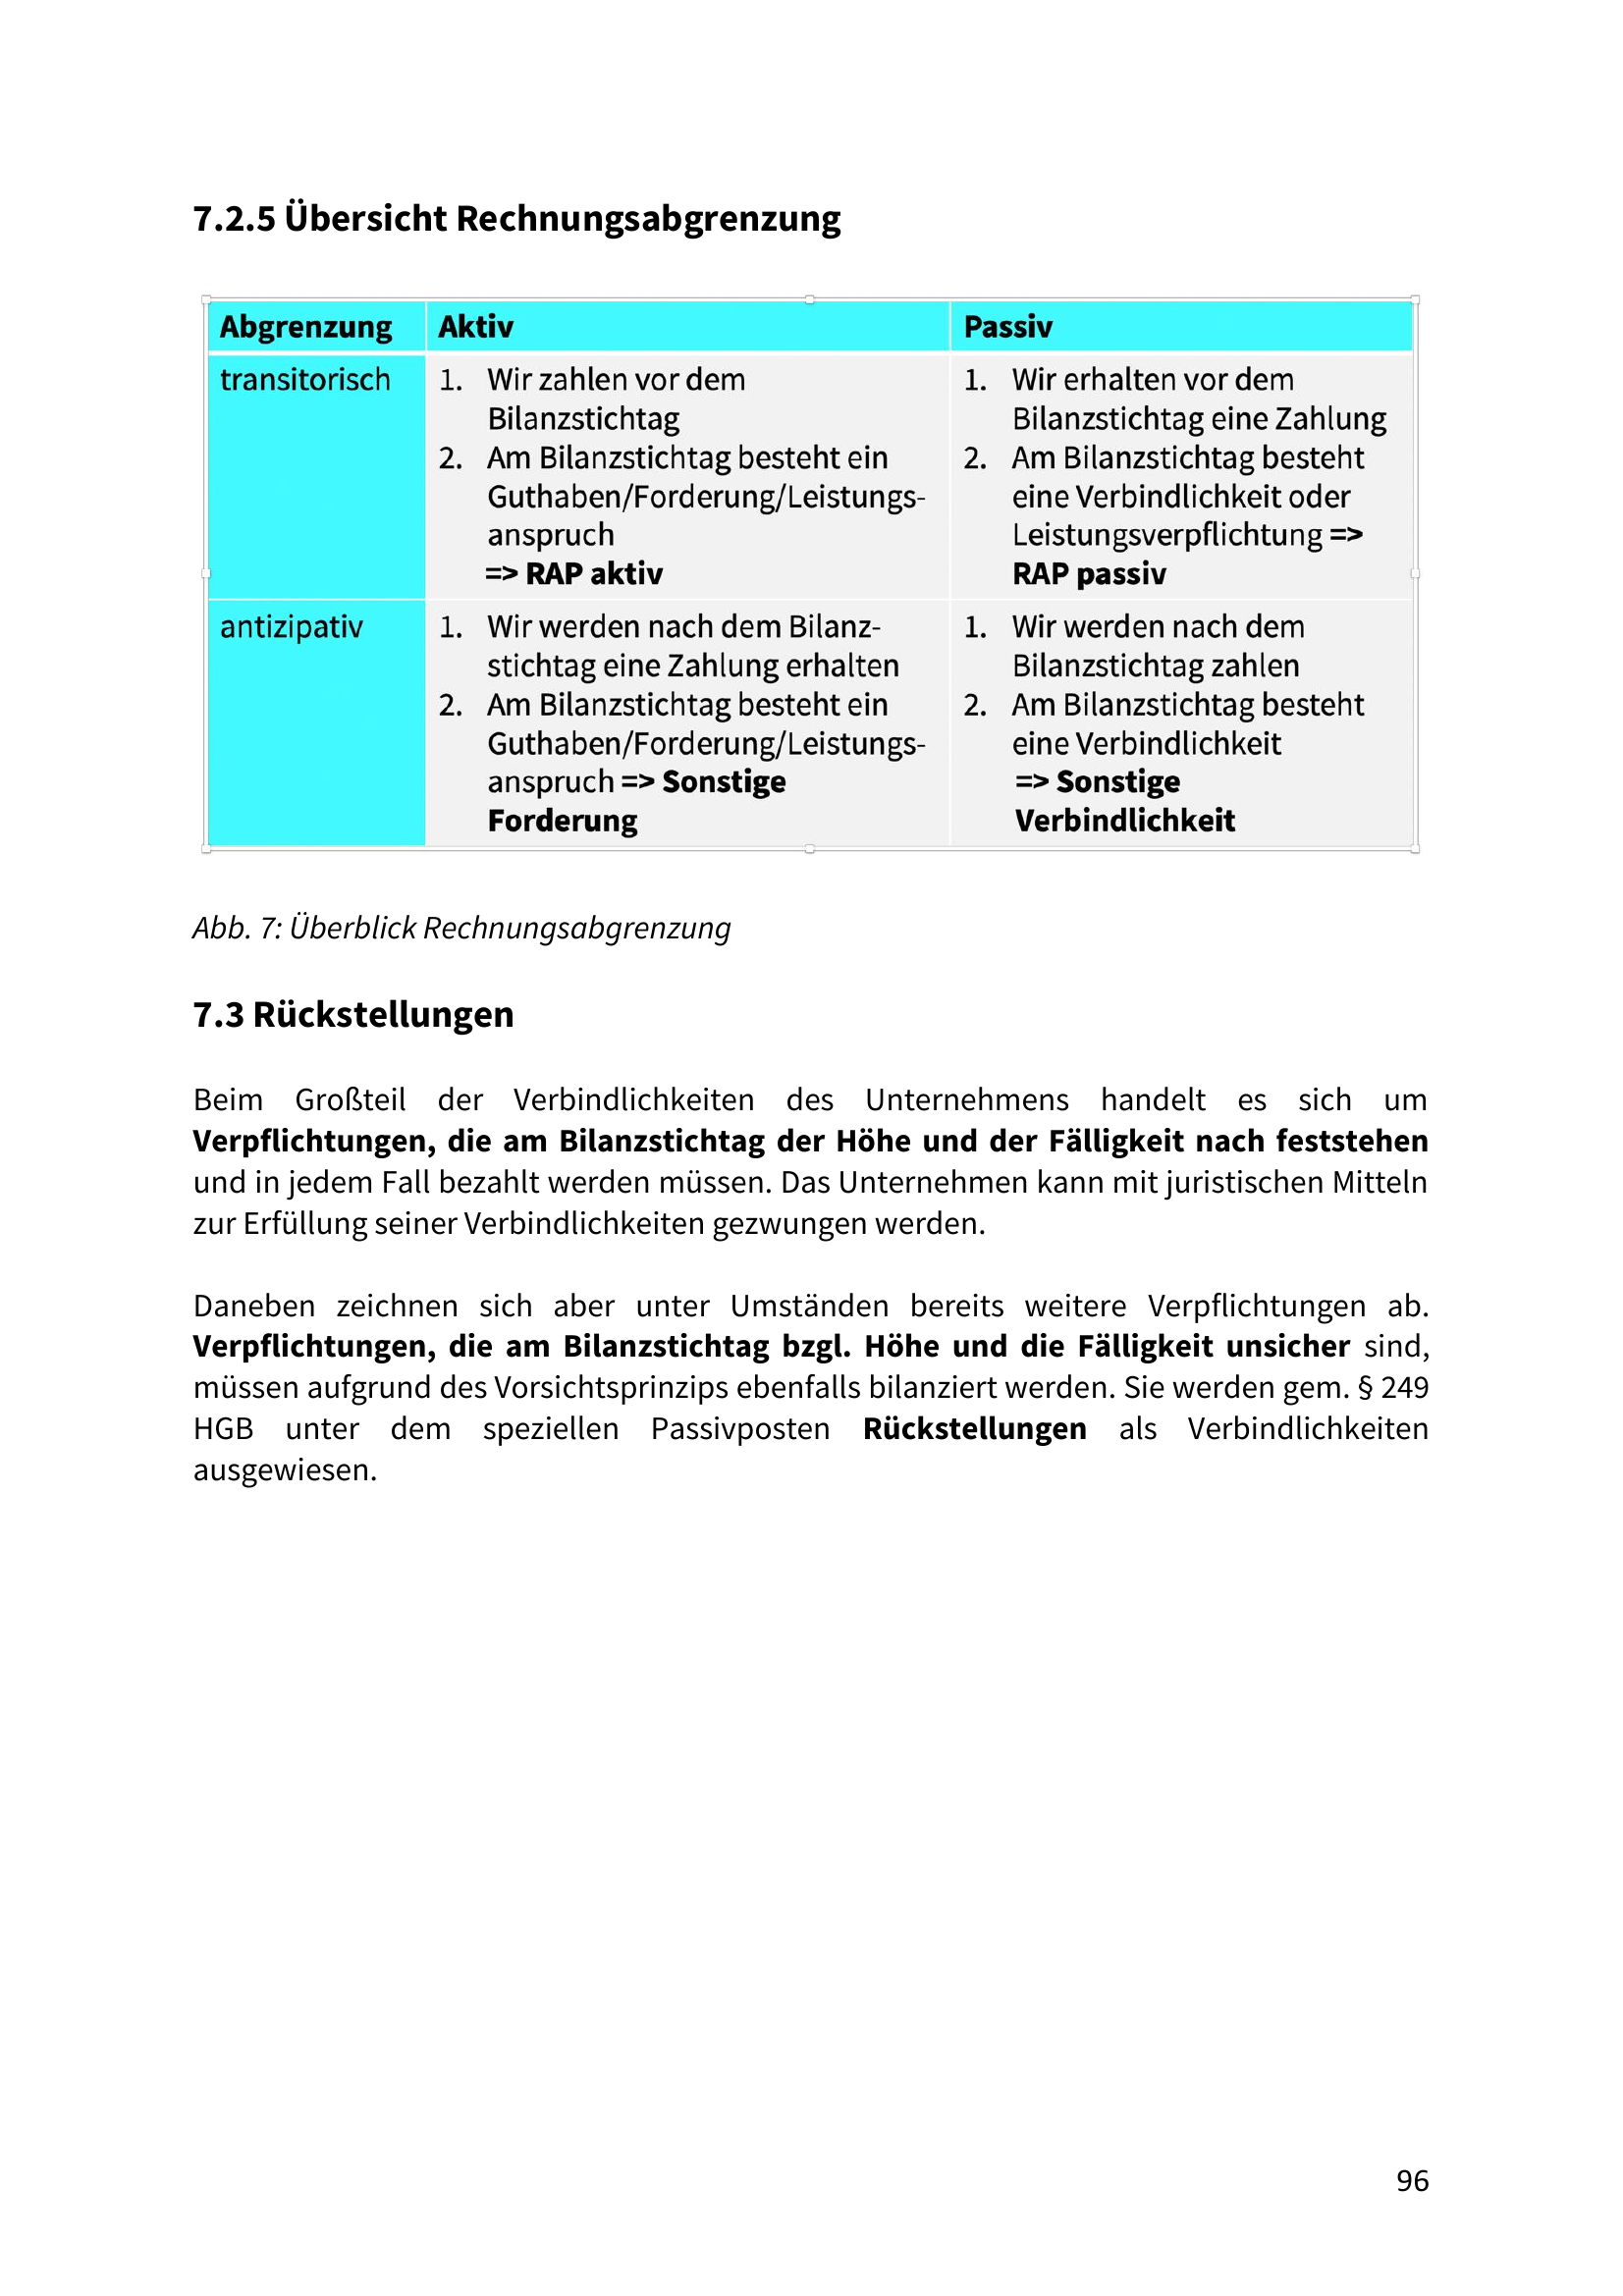 7.2.5 Übersicht Rechnungsabgrenzung
Abgrenzung Aktiv Passiv
transitorisch
1. Wir zahlen vor dem
Bilanzstichtag
2. Am Bilanzstichtag besteht ein
Guthaben/Forderung/Leistungs-
anspruch
=> RAP aktiv
1. Wir erhalten vor dem
Bilanzstichtag eine Zahlung
2. Am Bilanzstichtag besteht
eine Verbindlichkeit oder
Leistungsverpflichtung =>
RAP passiv
antizipativ
1. Wir werden nach dem Bilanz-
stichtag eine Zahlung erhalten
2. Am Bilanzstichtag besteht ein
Guthaben/Forderung/Leistungs-
anspruch => Sonstige
Forderung
1. Wir werden nach dem
Bilanzstichtag zahlen
2. Am Bilanzstichtag besteht
eine Verbindlichkeit
=> Sonstige
Verbindlichkeit
Abb. 7: Überblick Rechnungsabgrenzung
7.3 Rückstellungen
Beim Großteil der Verbindlichkeiten des Unternehmens handelt es sich um
Verpflichtungen, die am Bilanzstichtag der Höhe und der Fälligkeit nach feststehen
und in jedem Fall bezahlt werden müssen. Das Unternehmen kann mit juristischen Mitteln
zur Erfüllung seiner Verbindlichkeiten gezwungen werden.
Daneben zeichnen sich aber unter Umständen bereits weitere Verpflichtungen ab.
Verpflichtungen, die am Bilanzstichtag bzgl. Höhe und die Fälligkeit unsicher sind,
müssen aufgrund des Vorsichtsprinzips ebenfalls bilanziert werden. Sie werden gem. § 249
HGB unter dem speziellen Passivposten Rückstellungen als Verbindlichkeiten
ausgewiesen.
96